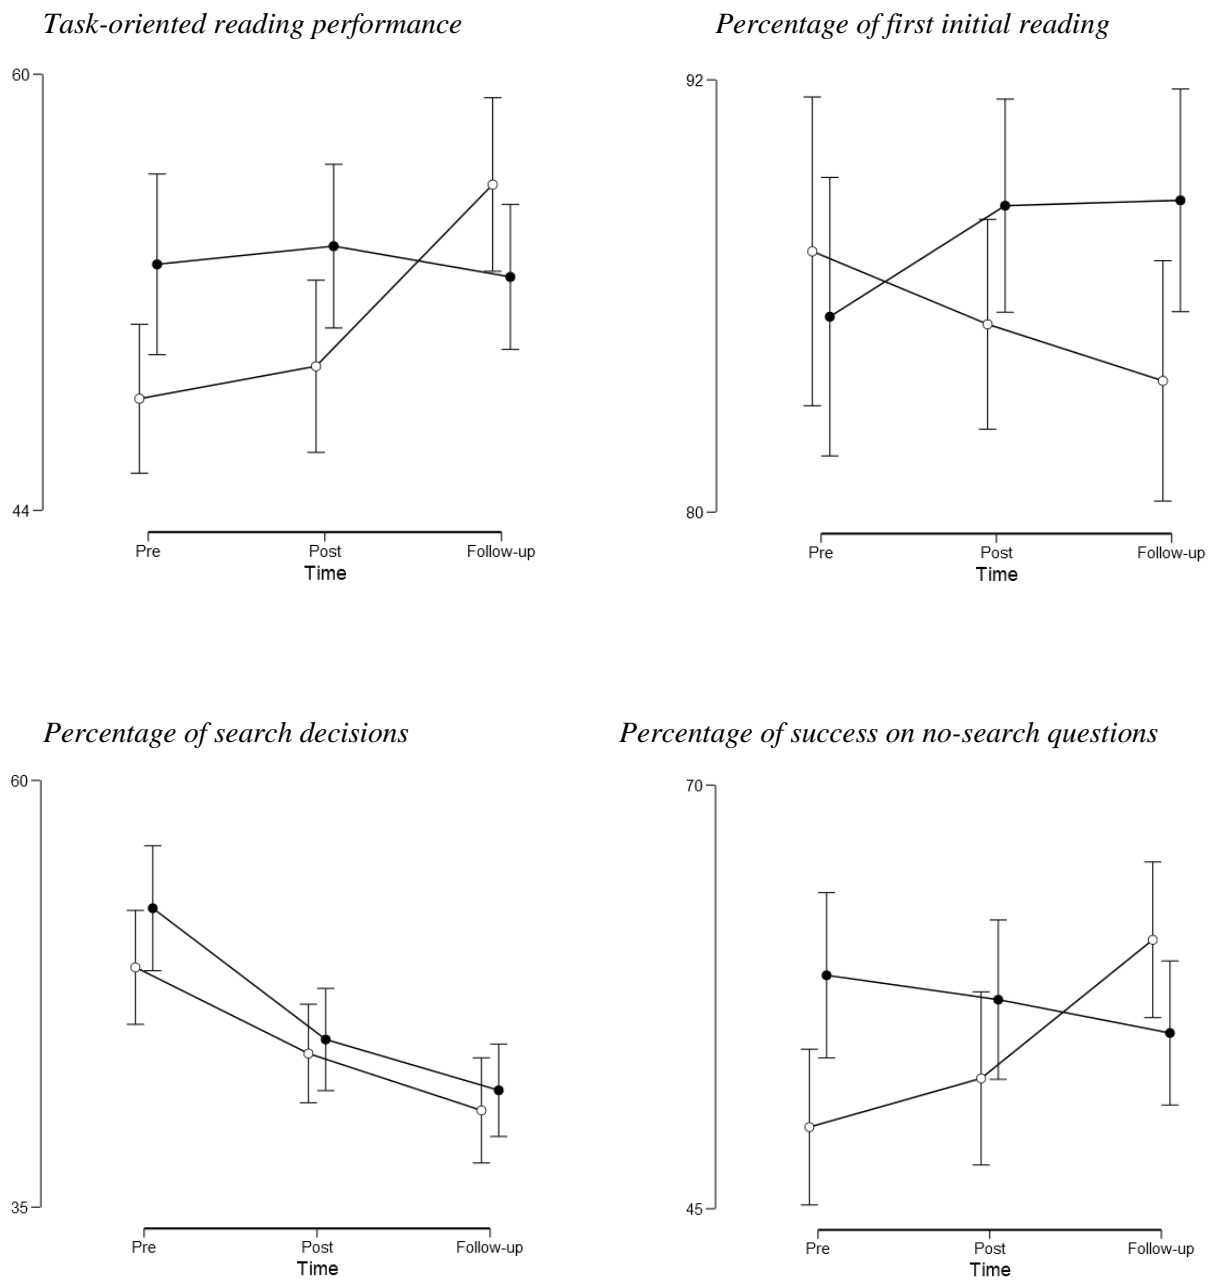 Task-oriented reading performance
60
44
Pre Post Follow-up
Time
Percentage of first initial reading
92
80
Pre Post Follow-up
Time
Percentage of search decisions
60
35
Pre Post Follow-up
Time
Percentage of success on no-search questions
70
45
Pre Post Follow-up
Time